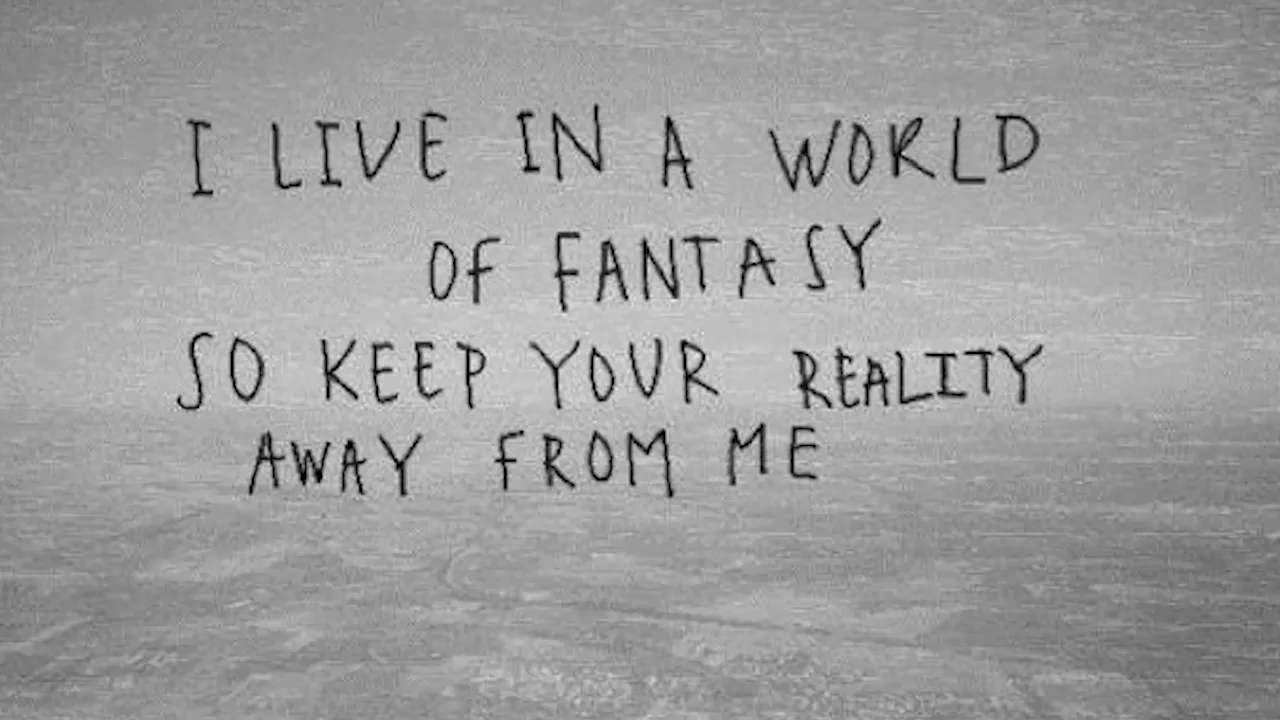 I LIVE IN A WORLD
OF FANTASY
SO KEEP YOUR REALITY
AWAY FROM ME